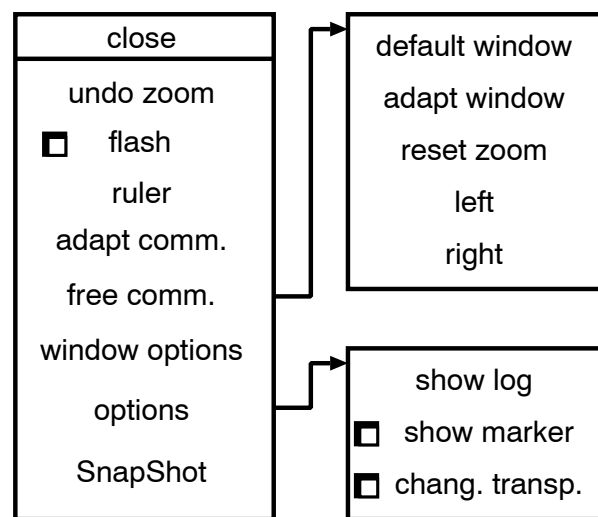 close
undo zoom
flash
ruler
adapt comm.
free comm.
window options
options
SnapShot
default window
adapt window
reset zoom
left
right
show log
show marker
chang. transp.